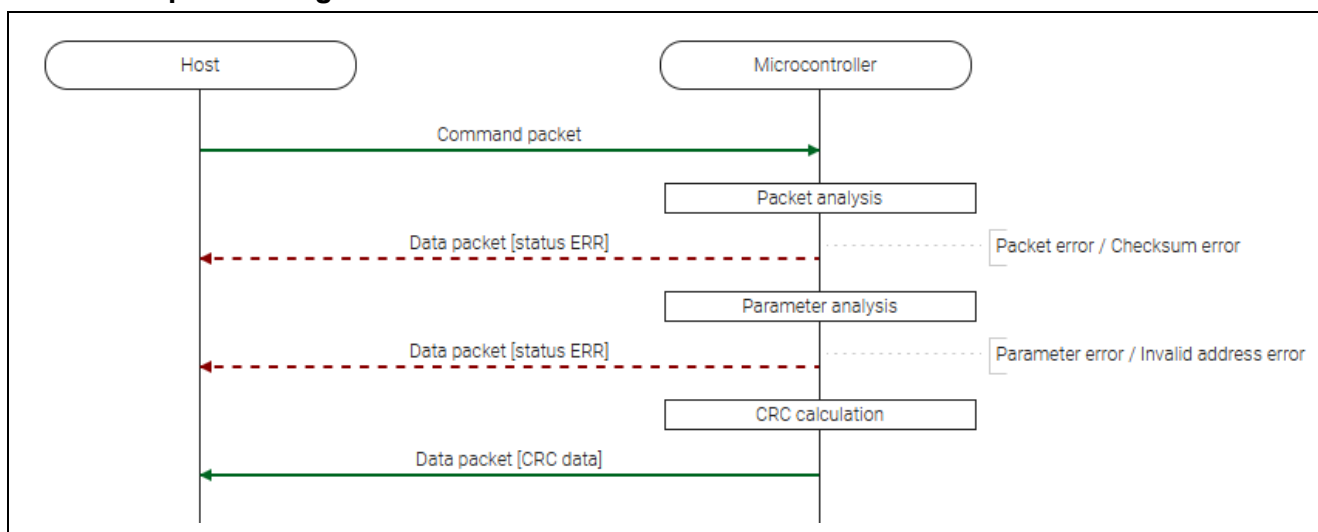 Host
Microcontroller
Command packet
Packet analysis
Data packet [status ERR]
Packet error / Checksum error
Parameter analysis
Data packet [status ERR]
Parameter error / Invalid address error
CRC calculation
Data packet [CRC data]